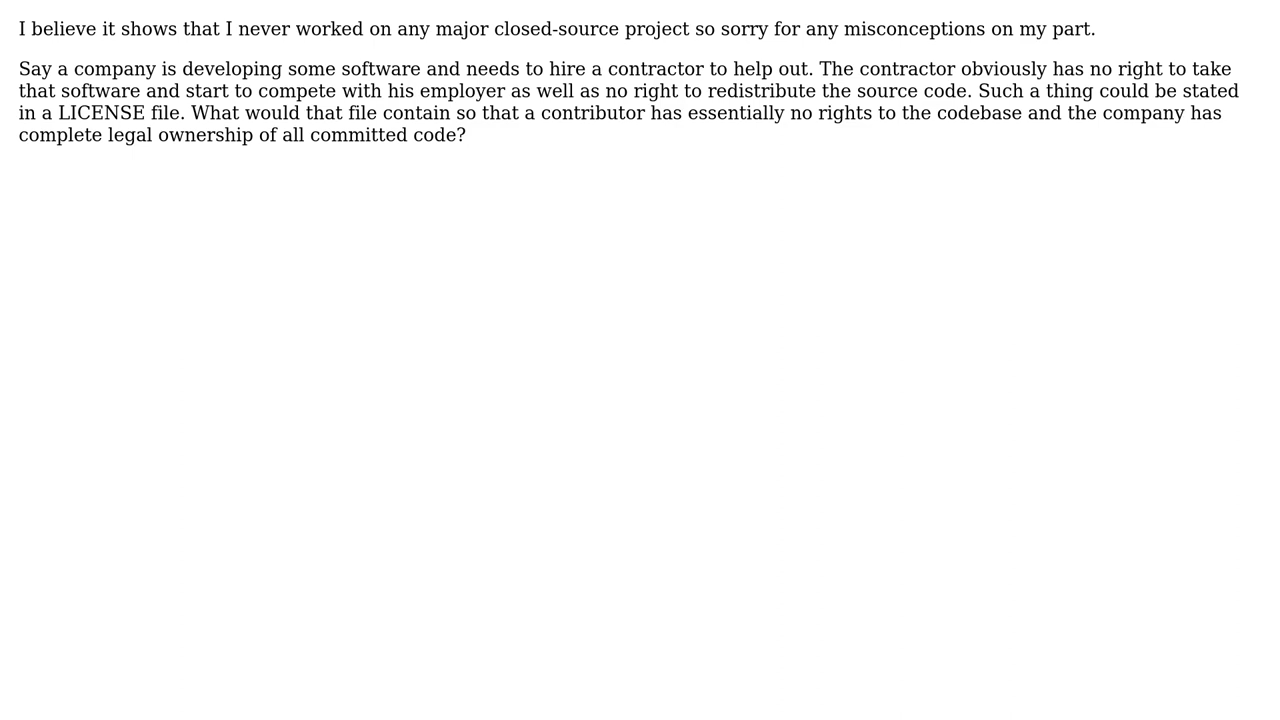 I believe it shows that I never worked on any major closed-source project so sorry for any misconceptions on my part.
Say a company is developing some software and needs to hire a contractor to help out. The contractor obviously has no right to take
that software and start to compete with his employer as well as no right to redistribute the source code. Such a thing could be stated
in a LICENSE file. What would that file contain so that a contributor has essentially no rights to the codebase and the company has
complete legal ownership of all committed code?